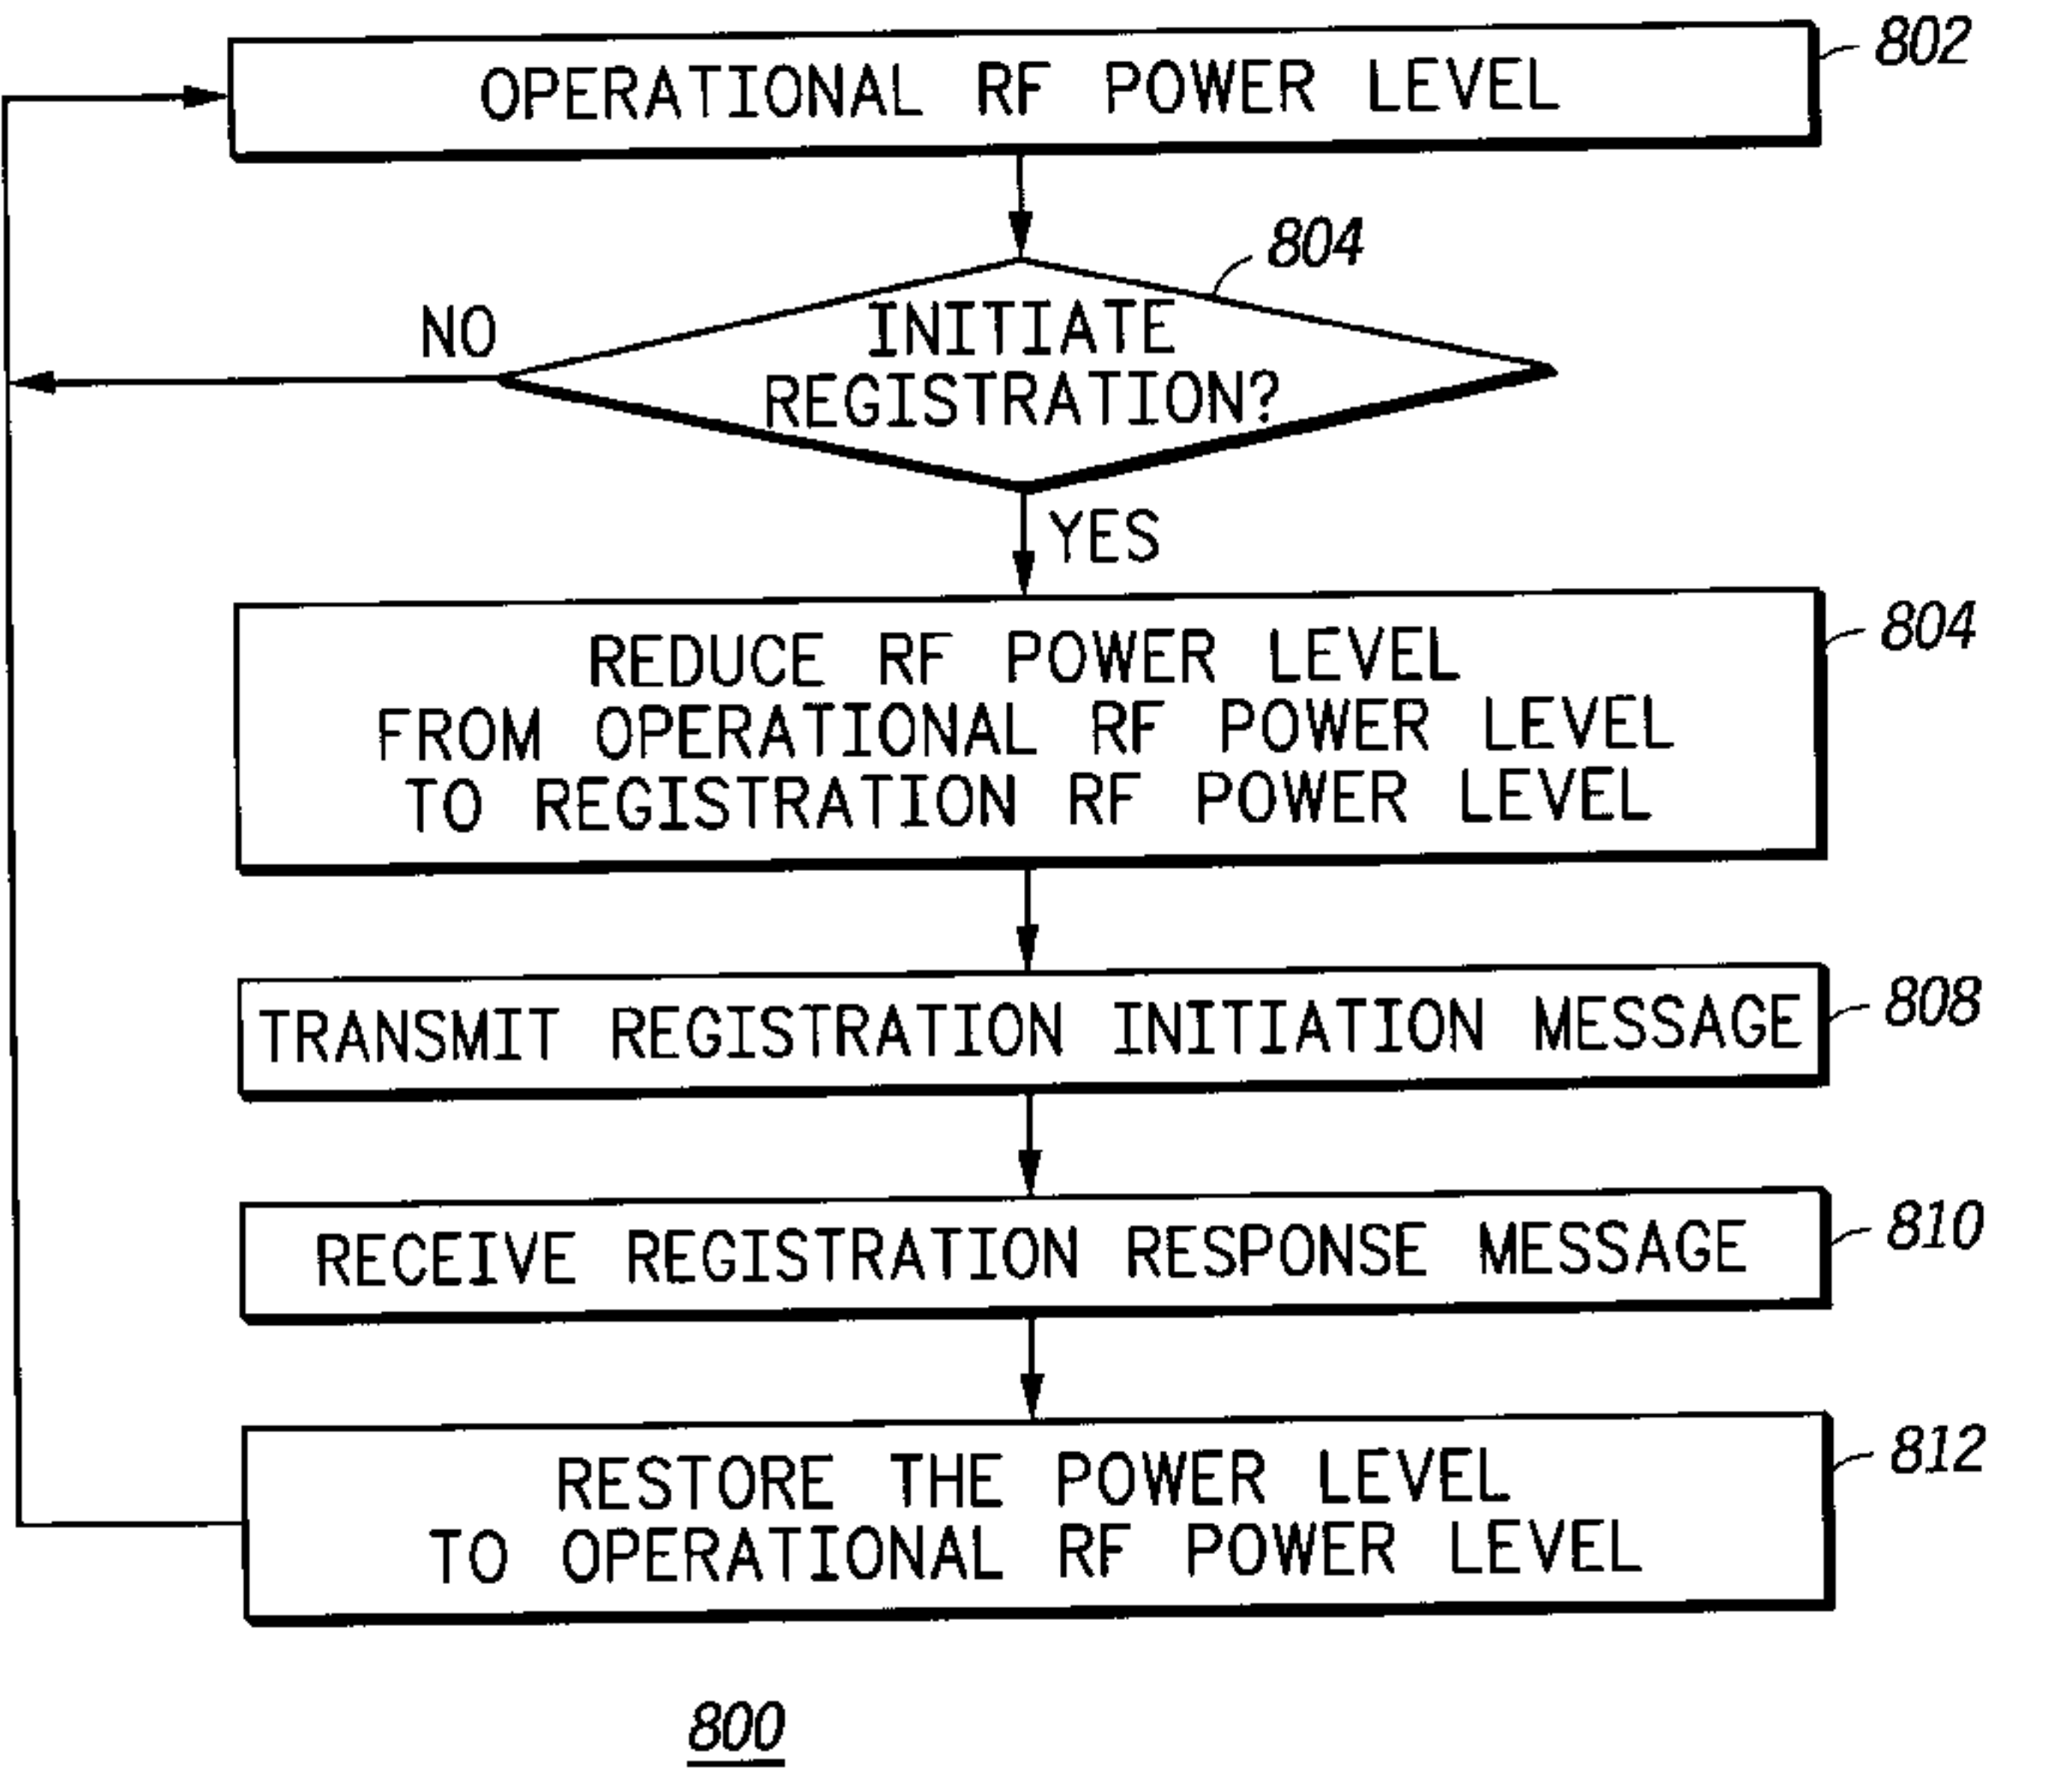 802
OPERATIONAL RF POWER LEVEL
804
INITIATE
REGISTRATION?
NO
YES
804
REDUCE RF POWER LEVEL
FROM OPERATIONAL RF POWER LEVEL
TO REGISTRATION RF POWER LEVEL
808
TRANSMIT REGISTRATION INITIATION MESSAGE
810
RECEIVE REGISTRATION RESPONSE MESSAGE
812
RESTORE THE POWER LEVEL
TO OPERATIONAL RF POWER LEVEL
800